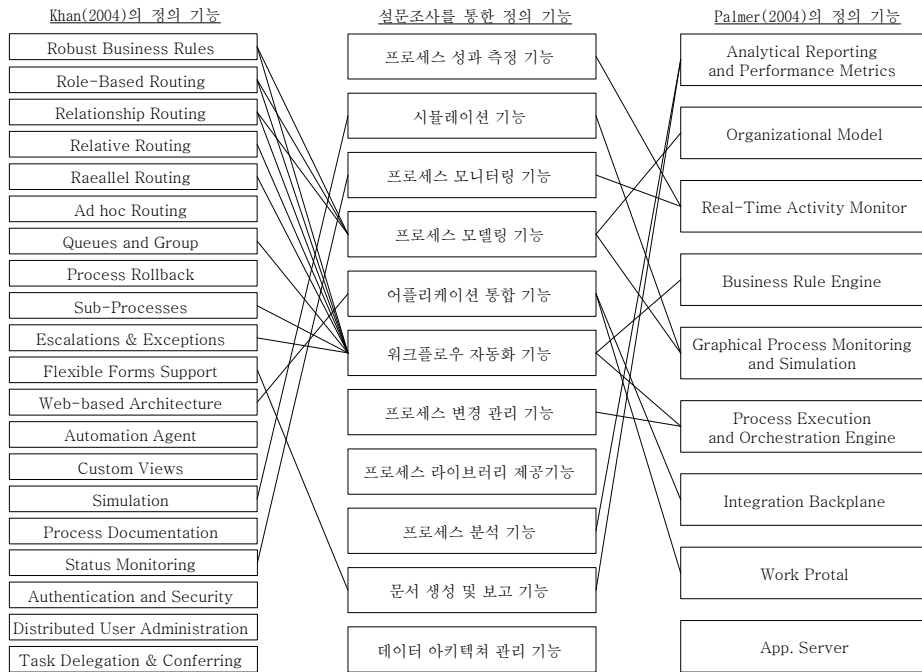 Khan(2004)의 정의 기능
Robust Business Rules
Role-Based Routing
Relationship Routing
Relative Routing
Raeallel Routing
Ad hoc Routing
Queues and Group
Process Rollback
Sub-Processes
Escalations & Exceptions
Flexible Forms Support
Web-based Architecture
Automation Agent
Custom Views
Simulation
Process Documentation
Status Monitoring
Authentication and Security
Distributed User Administration
Task Delegation & Conferring
설문조사를 통한 정의 기능
프로세스 성과 측정 기능
시뮬레이션 기능
프로세스 모니터링 기능
프로세스 모델링 기능
어플리케이션 통합 기능
워크플로우 자동화 기능
프로세스 변경 관리 기능
프로세스 라이브러리 제공기능
프로세스 분석 기능
문서 생성 및 보고 기능
데이터 아키텍쳐 관리 기능
Palmer(2004)의 정의 기능
Analytical Reporting
and Performance Metrics
Organizational Model
Real-Time Activity Monitor
Business Rule Engine
Graphical Process Monitoring
and Simulation
Process Execution
and Orchestration Engine
Integration Backplane
Work Protal
App. Server